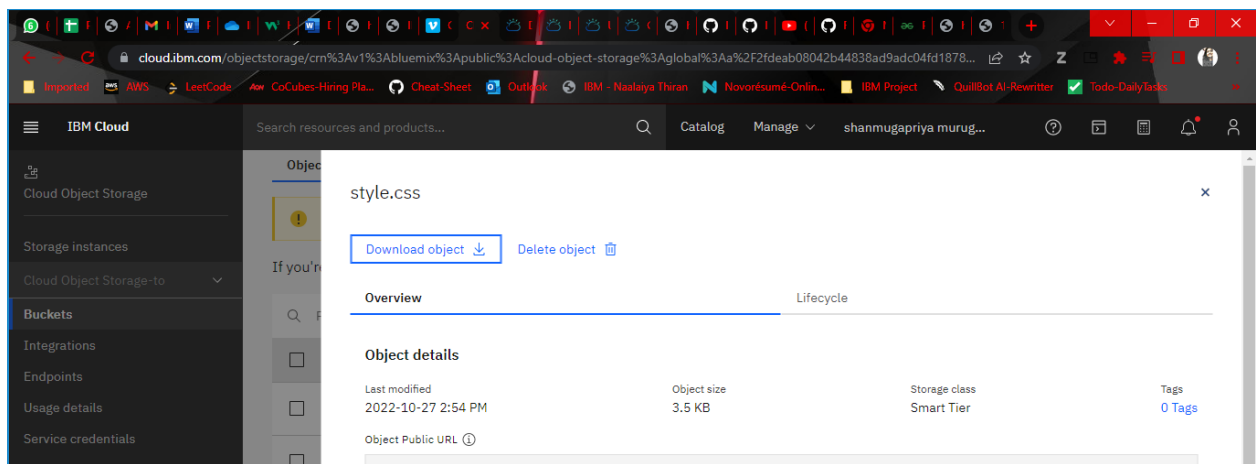 cloud.ibm.com/objectstorage/crn%3Av1%3Abluemix%3Apublic%3Acloud-object-storage%3Aglobal%3Aa%2F2fdeab08042b44838ad9adc04fd1878...
Imported AWS LeetCode CoCubes-Hiring Pla... Cheat-Sheet Outlook IBM - Naalaiya Thiran Novorésumé-Onlin... IBM Project QuillBot AI-Rewritter Todo-DailyTasks
IBM Cloud Search resources and products... Catalog Manage shanmugapriya murug...
Cloud Object Storage
Objec
style.css
Storage instances
Download object Delete object
Cloud Object Storage-to
If you're
Overview Lifecycle
Buckets
Integrations
Object details
Endpoints
Last modified Object size Storage class Tags
Usage details
2022-10-27 2:54 PM 3.5 KB Smart Tier 0 Tags
Service credentials
Object Public URL